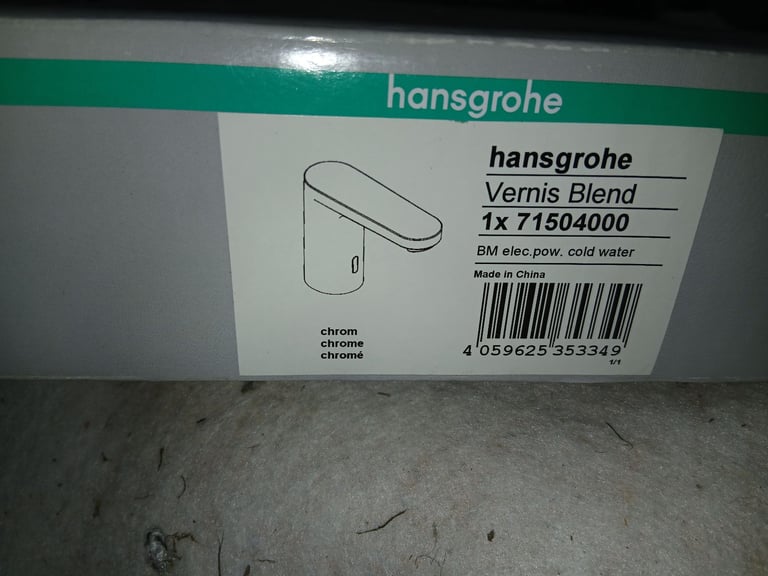 hansgrohe
hansgrohe
Vernis Blend
1x 71504000
BM elec.pow. cold water
Made in China
chrom
chrome
chromé
4 059625 353349
1/1